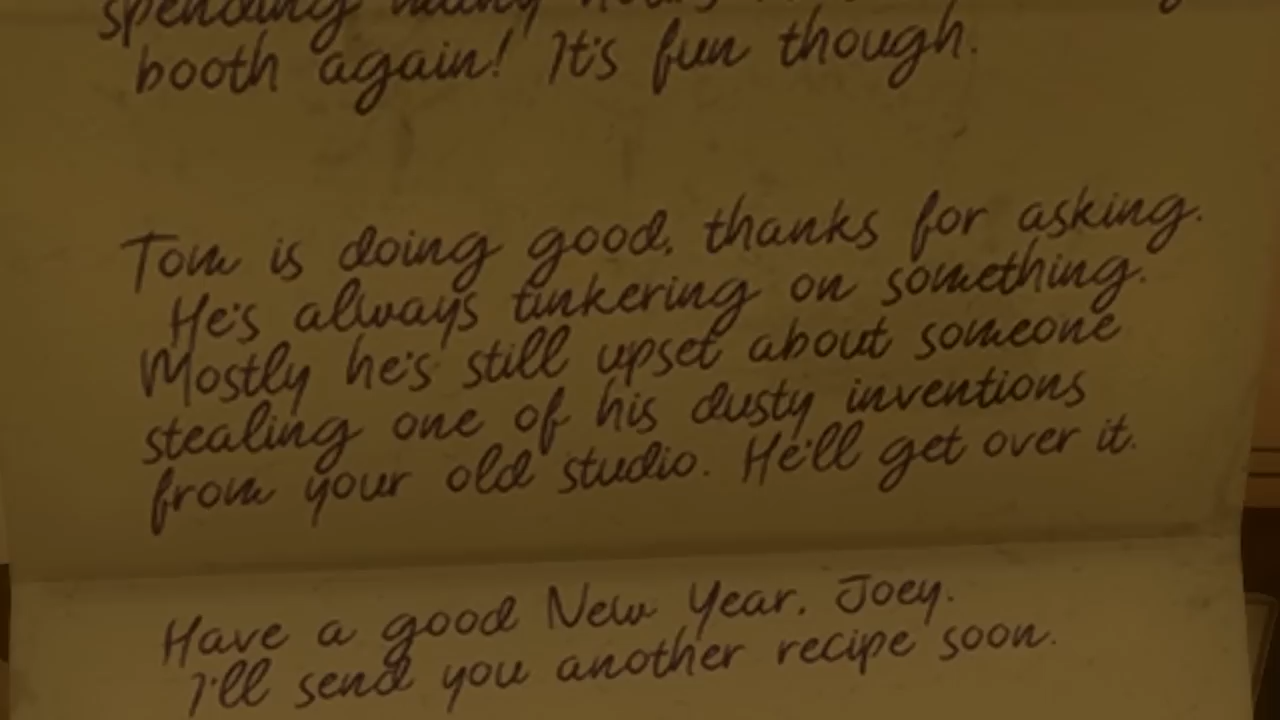 spending many
booth again! It's fun though.
Tom is doing good, thanks for asking.
He's always tinkering on something.
Mostly he's still upset about someone
stealing one of his dusty inventions
from your old studio. He'll get over it.
Have a good New Year, Joey.
I'll send you another recipe soon.